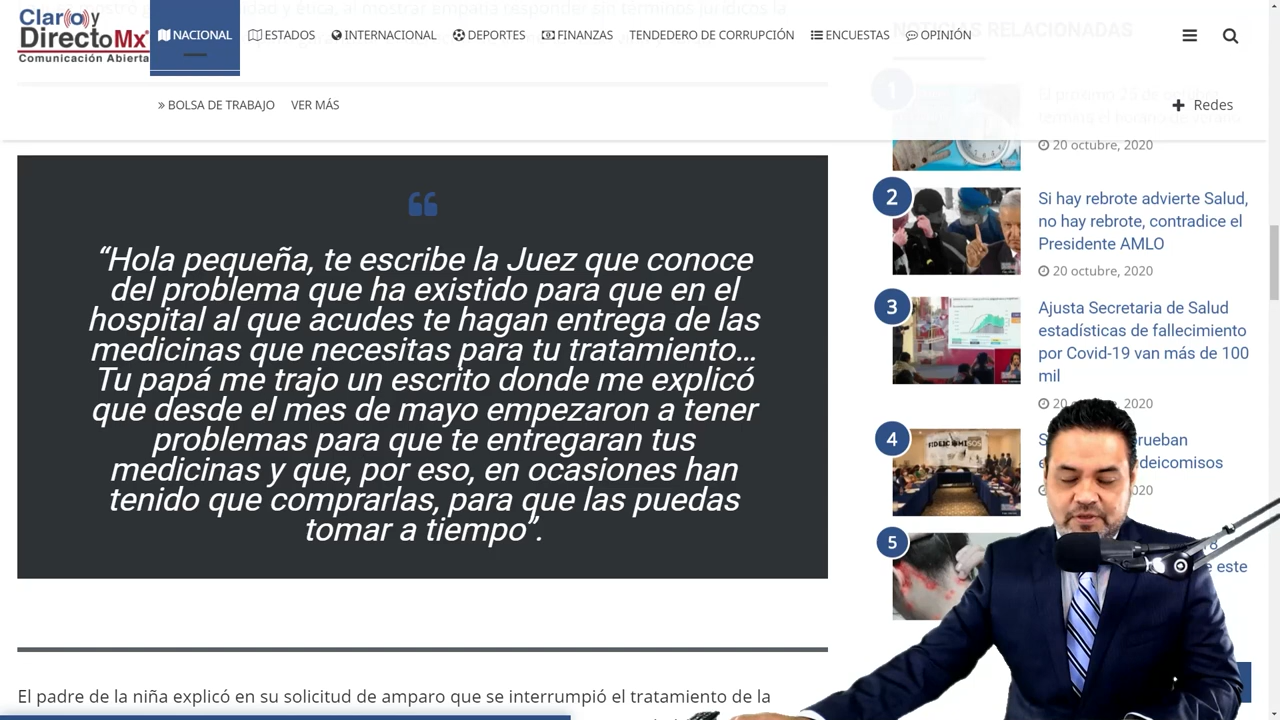 Clar y
DirectoMx
Comunicación Abierta
NACIONAL
ESTADOS
INTERNACIONAL
DEPORTES
FINANZAS
TENDEDERO DE CORRUPCIÓN
ENCUESTAS
OPINIÓN
BOLSA DE TRABAJO
VER MÁS
Redes
“Hola pequeña, te escribe la Juez que conoce
del problema que ha existido para que en el
hospital al que acudes te hagan entrega de las
medicinas que necesitas para tu tratamiento…
Tu papá me trajo un escrito donde me explicó
que desde el mes de mayo empezaron a tener
problemas para que te entregaran tus
medicinas y que, por eso, en ocasiones han
tenido que comprarlas, para que las puedas
tomar a tiempo”.
El padre de la niña explicó en su solicitud de amparo que se interrumpió el tratamiento de la
NOTICIAS RELACIONADAS
1
20 octubre, 2020
2
Si hay rebrote advierte Salud,
no hay rebrote, contradice el
Presidente AMLO
20 octubre, 2020
3
Ajusta Secretaria de Salud
estadísticas de fallecimiento
por Covid-19 van más de 100
mil
20 octubre, 2020
4
FIDEICOMISOS
5
este